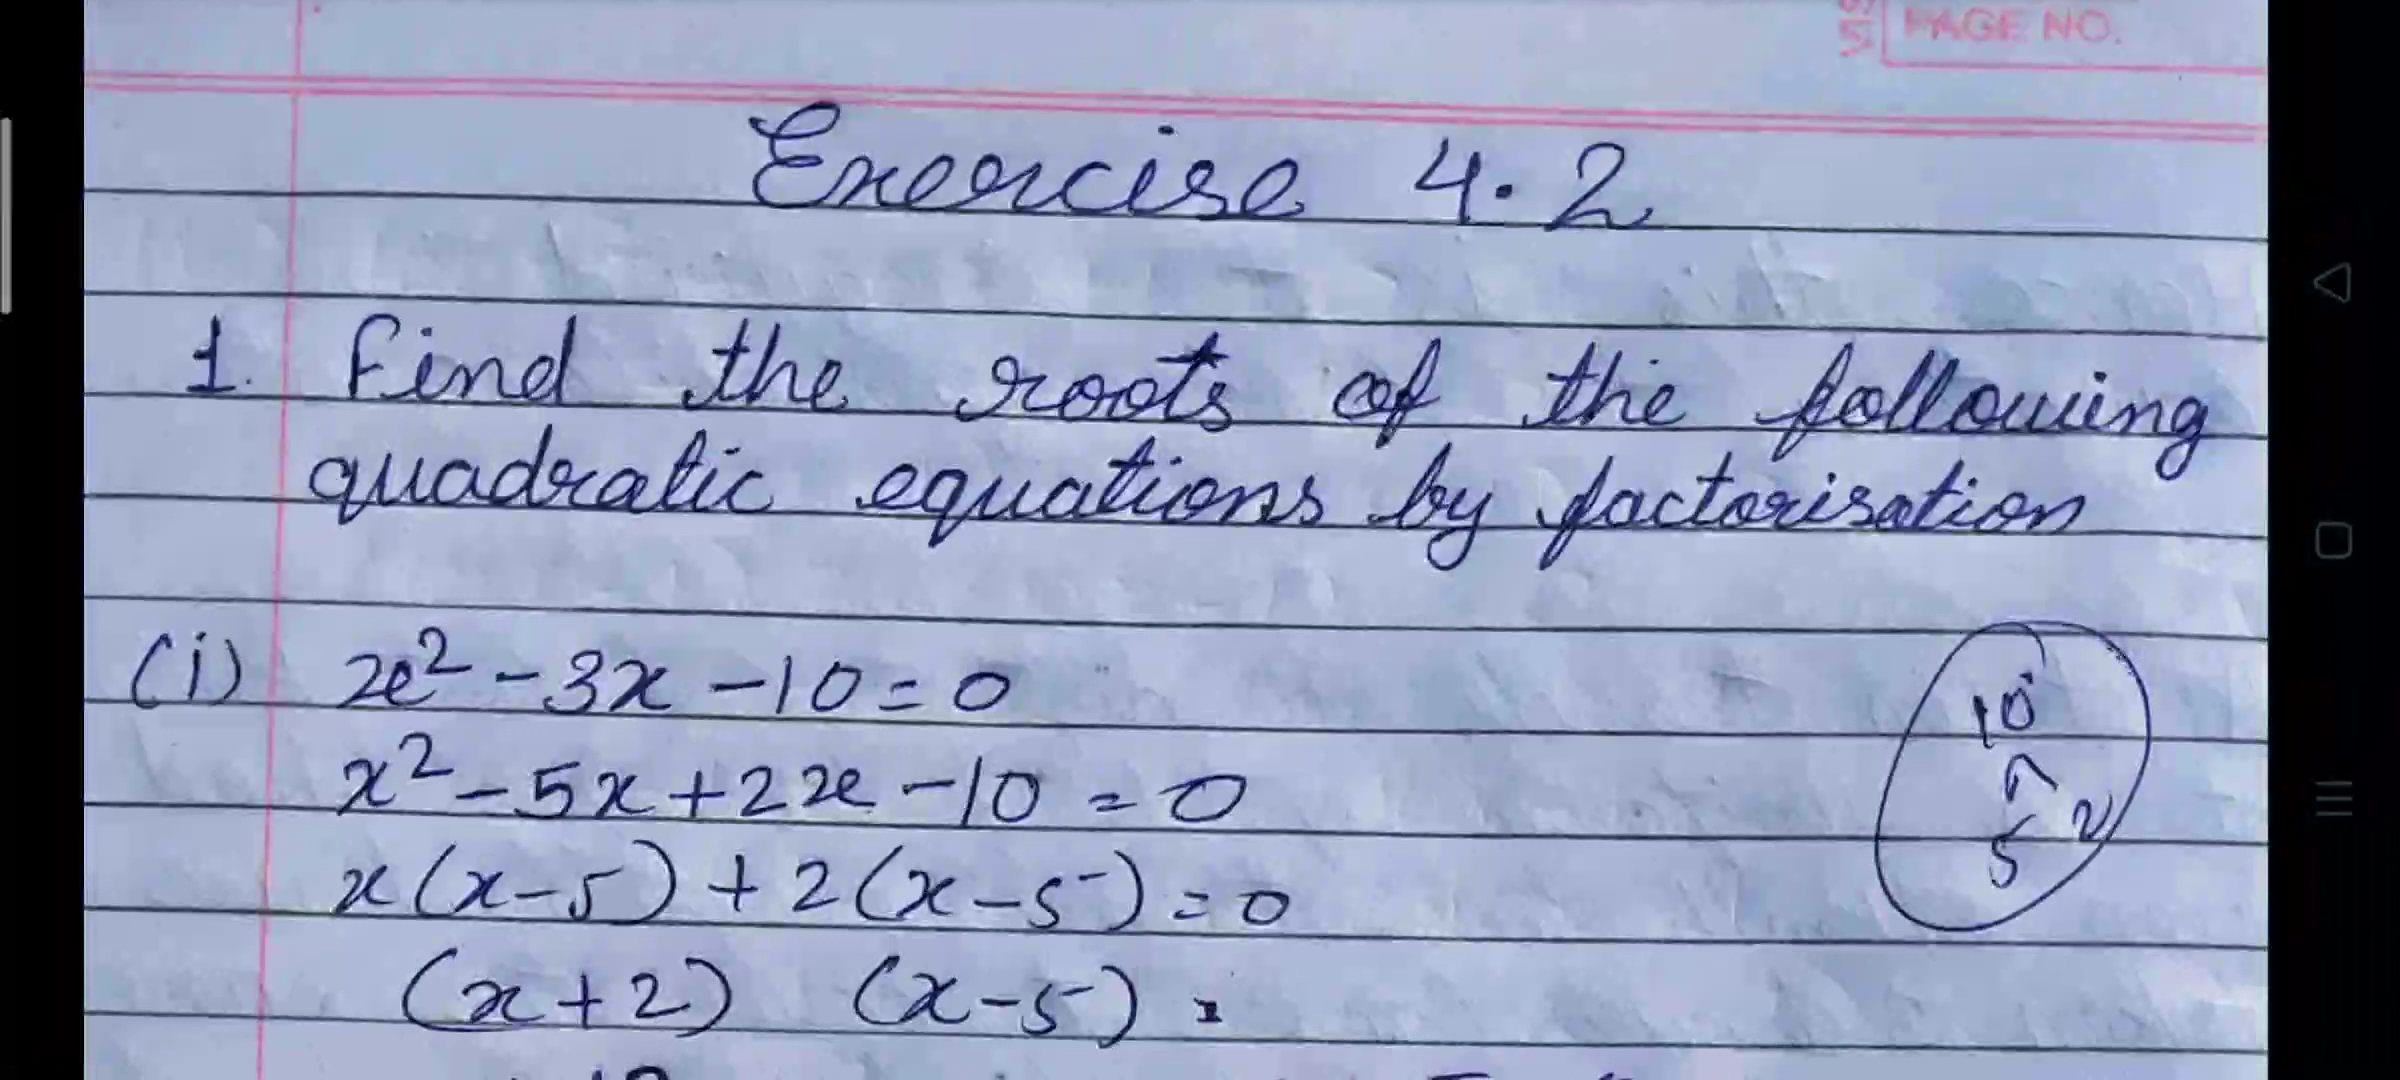 PAGE NO.
Exercise 4.2
1. Find the roots of the following
quadratic equations by factorisation
(i) x² - 3x - 10 = 0
x² - 5x + 2x - 10 = 0
10
5 2
x(x-5) + 2(x-5) = 0
(x+2) (x-5) =